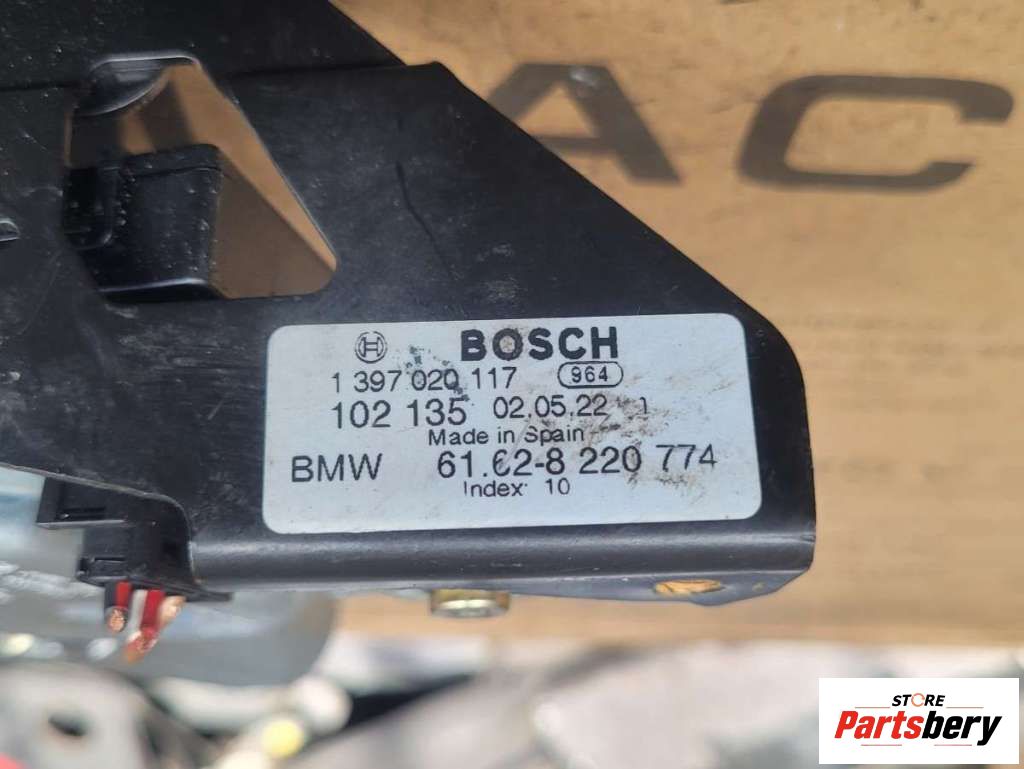 AC
BOSCH
1 397 020 117 964
102 135 02.05.22 1
Made in Spain
BMW 61.62-8 220 774
Index: 10
STORE
Partsbery